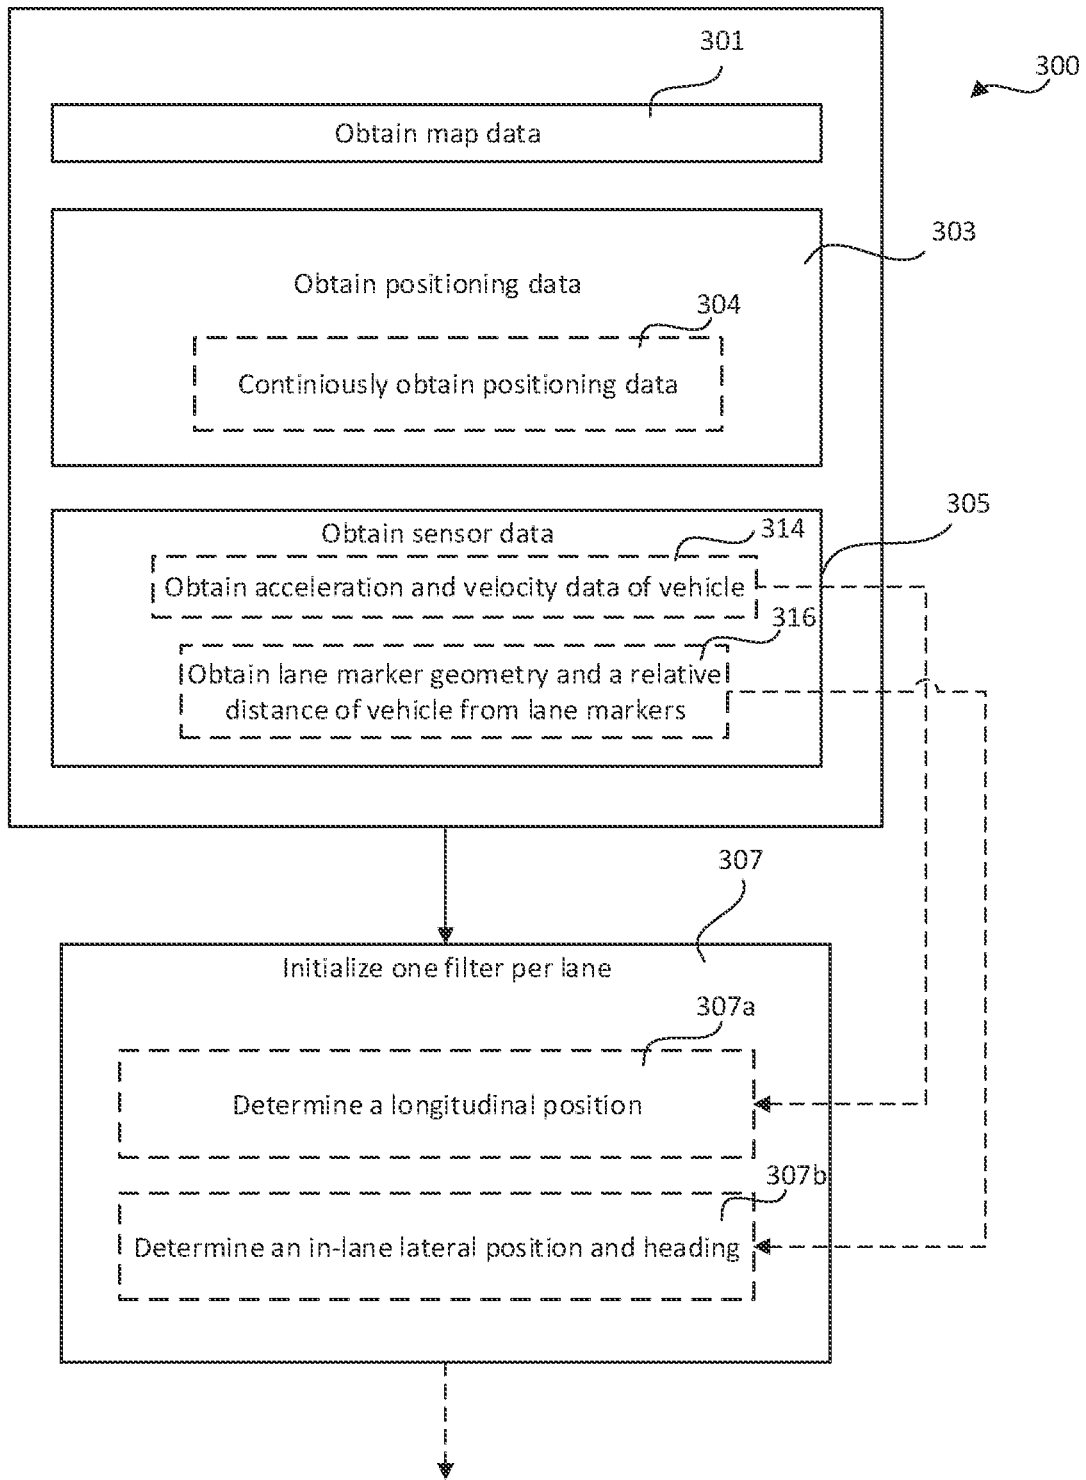 301
300
Obtain map data
303
Obtain positioning data
304
Continiously obtain positioning data
305
Obtain sensor data
314
Obtain acceleration and velocity data of vehicle
316
Obtain lane marker geometry and a relative
distance of vehicle from lane markers
307
Initialize one filter per lane
307a
Determine a longitudinal position
307b
Determine an in-lane lateral position and heading